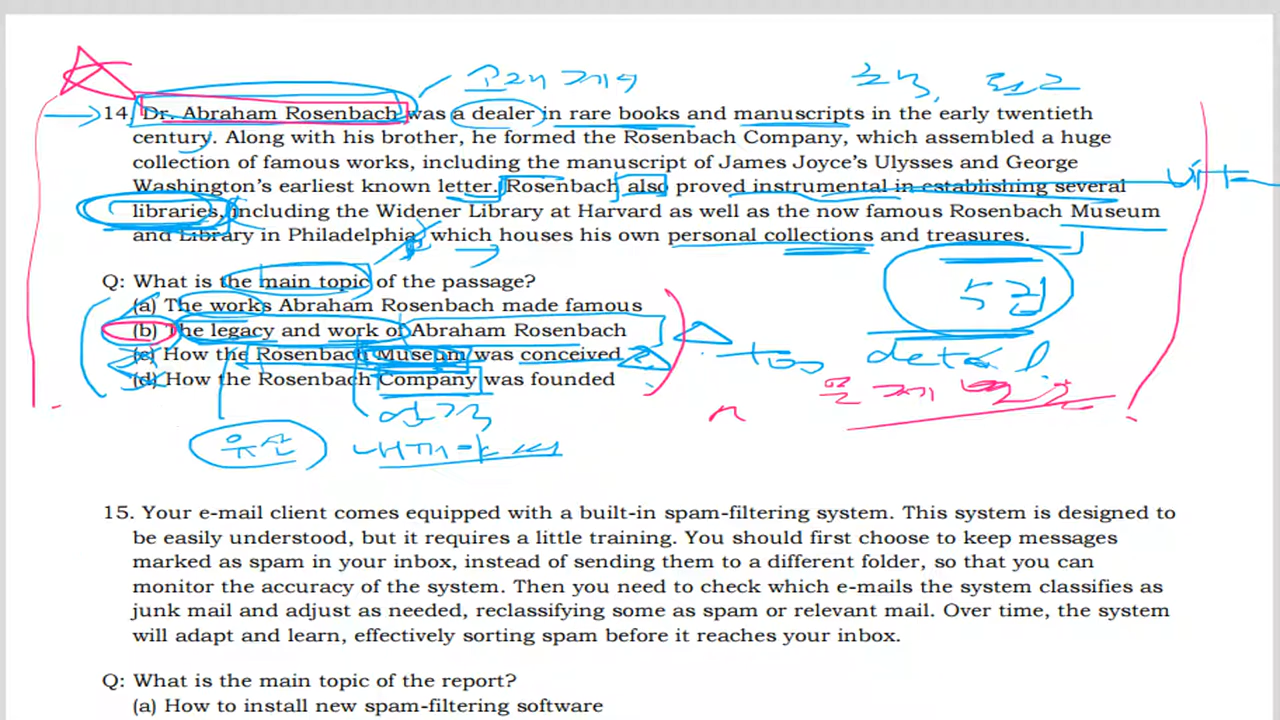 14. Dr. Abraham Rosenbach was a dealer in rare books and manuscripts in the early twentieth
century. Along with his brother, he formed the Rosenbach Company, which assembled a huge
collection of famous works, including the manuscript of James Joyce's Ulysses and George
Washington's earliest known letter. Rosenbach also proved instrumental in establishing several
libraries, including the Widener Library at Harvard as well as the now famous Rosenbach Museum
and Library in Philadelphia, which houses his own personal collections and treasures.
Q: What is the main topic of the passage?
(a) The works Abraham Rosenbach made famous
(b) The legacy and work of Abraham Rosenbach
(c) How the Rosenbach Museum was conceived
(d) How the Rosenbach Company was founded
too detail
유산
15. Your e-mail client comes equipped with a built-in spam-filtering system. This system is designed to
be easily understood, but it requires a little training. You should first choose to keep messages
marked as spam in your inbox, instead of sending them to a different folder, so that you can
monitor the accuracy of the system. Then you need to check which e-mails the system classifies as
junk mail and adjust as needed, reclassifying some as spam or relevant mail. Over time, the system
will adapt and learn, effectively sorting spam before it reaches your inbox.
Q: What is the main topic of the report?
(a) How to install new spam-filtering software